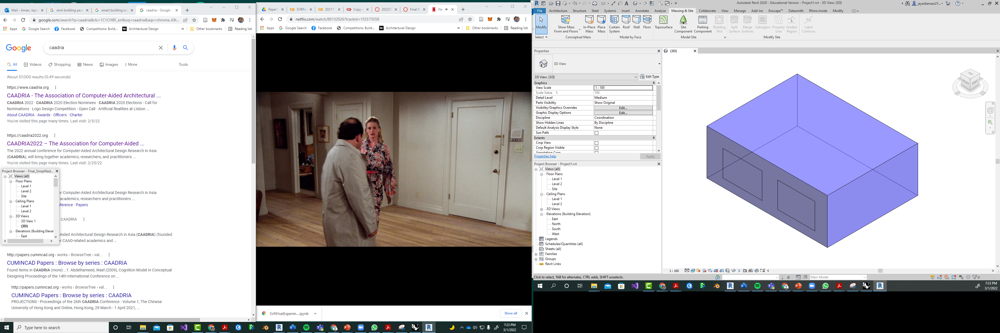 Mail - Aman, Jaye
revit building par
smart building en
caadria - Google S
google.com/search?q=caadria&rlz=1C1CHBF_en&oq=caadria&aqs=chrome..69i...
Apps
Google Search
Facebook
Competitions: Build...
Architectural Design
»
Other bookmarks
Reading list
Google
caadria
All
Videos
Shopping
News
Images
More
Tools
About 57,000 results (0.49 seconds)
https://www.caadria.org
CAADRIA - The Association of Computer-Aided Architectural ...
CAADRIA 2022 · CAADRIA 2020 Election Nominees · CAADRIA 2020 Elections - Call for
Nominations · Logo Design Competition - Open Call · Artificial Realities at Lisbon ...
About CAADRIA · Awards · Officers · Charter
You've visited this page many times. Last visit: 2/5/22
https://caadria2022.org
CAADRIA2022 – The Association for Computer-Aided ...
The 2022 annual conference for Computer-Aided Architectural Design Research in Asia
(CAADRIA), will bring together academics, researchers, and practitioners ...
You've visited this page many times. Last visit: 2/25/22
Project Browser - Final_Simplified...
Views (all)
Floor Plans
Level 1
Level 2
Site
Ceiling Plans
Level 1
Level 2
3D Views
3D View 1
{3D}
Elevations (Building Elevat
East
or Computer-Aided Architectural Design Research in Asia
academics, researchers and practitioners ...
nference · Papers
CAADRIA
-Aided Architectural Design Research in Asia (CAADRIA) (founded
or CAAD-related academics and ...
http://papers.cumincad.org › works › BrowseTree › val...
CUMINCAD Papers : Browse by series : CAADRIA
Found items in CAADRIA (more): ; 1. Abdelhameed, Wael (2009), Cognition Model in Conceptual
Designing Proceedings of the 14th International Conference on ...
http://papers.cumincad.org › works › BrowseTree › val...
CUMINCAD Papers : Browse by series : CAADRIA
PROJECTIONS - Proceedings of the 26th CAADRIA Conference - Volume 1, The Chinese
University of Hong Kong and Online, Hong Kong, 29 March - 1 April 2021, ...
Type here to search
Paper1
SVRFin
202111
Copy o
2022SP
Final P
Ne
netflix.com/watch/80132926?trackId=155573558
Apps
Google Search
Facebook
Competitions: Build...
Architectural Design
»
Other bookmarks
Reading list
SVRFinalExperim....ipynb
Show all
7:23 PM
3/1/2022
Autodesk Revit 2020 - Educational Version - Project1.rvt - 3D View: {3D}
jayediaman2Y...
File
Architecture
Structure
Steel
Systems
Insert
Annotate
Analyze
Massing & Site
Collaborate
View
Manage
Add-Ins
Enscape™
Datasmith
Rhino.Inside
Modify
Modify
Show Mass
Form and Floors
In-Place
Mass
Place
Mass
Curtain
System
Roof
Wall
Floor
Toposurface
Site
Component
Parking
Component
Building
Pad
Split
Surface
Merge
Surfaces
Subregion
Property
Line
Graded
Region
50
Label
Contours
Select
Conceptual Mass
Model by Face
Model Site
Modify Site
Properties
{3D}
3D View
3D View: {3D}
Edit Type
Graphics
View Scale
1 : 100
Scale Value 1:
100
Detail Level
Medium
Parts Visibility
Show Original
Visibility/Graphics Overrides
Edit...
Graphic Display Options
Edit...
Discipline
Coordination
Show Hidden Lines
By Discipline
Default Analysis Display Style
None
Sun Path
Extents
Crop View
Crop Region Visible
Annotation Crop
Properties help
Apply
Project Browser - Project1.rvt
Views (all)
Floor Plans
Level 1
Level 2
Site
Ceiling Plans
Level 1
Level 2
3D Views
Elevations (Building Elevation)
East
North
South
West
Legends
Schedules/Quantities (all)
Sheets (all)
Families
Groups
Revit Links
TOP
FRONT
RIGHT
1 : 100
Click to select, TAB for alternates, CTRL adds, SHIFT unselects.
:0
Main Model
:0
7:23 PM
3/1/2022